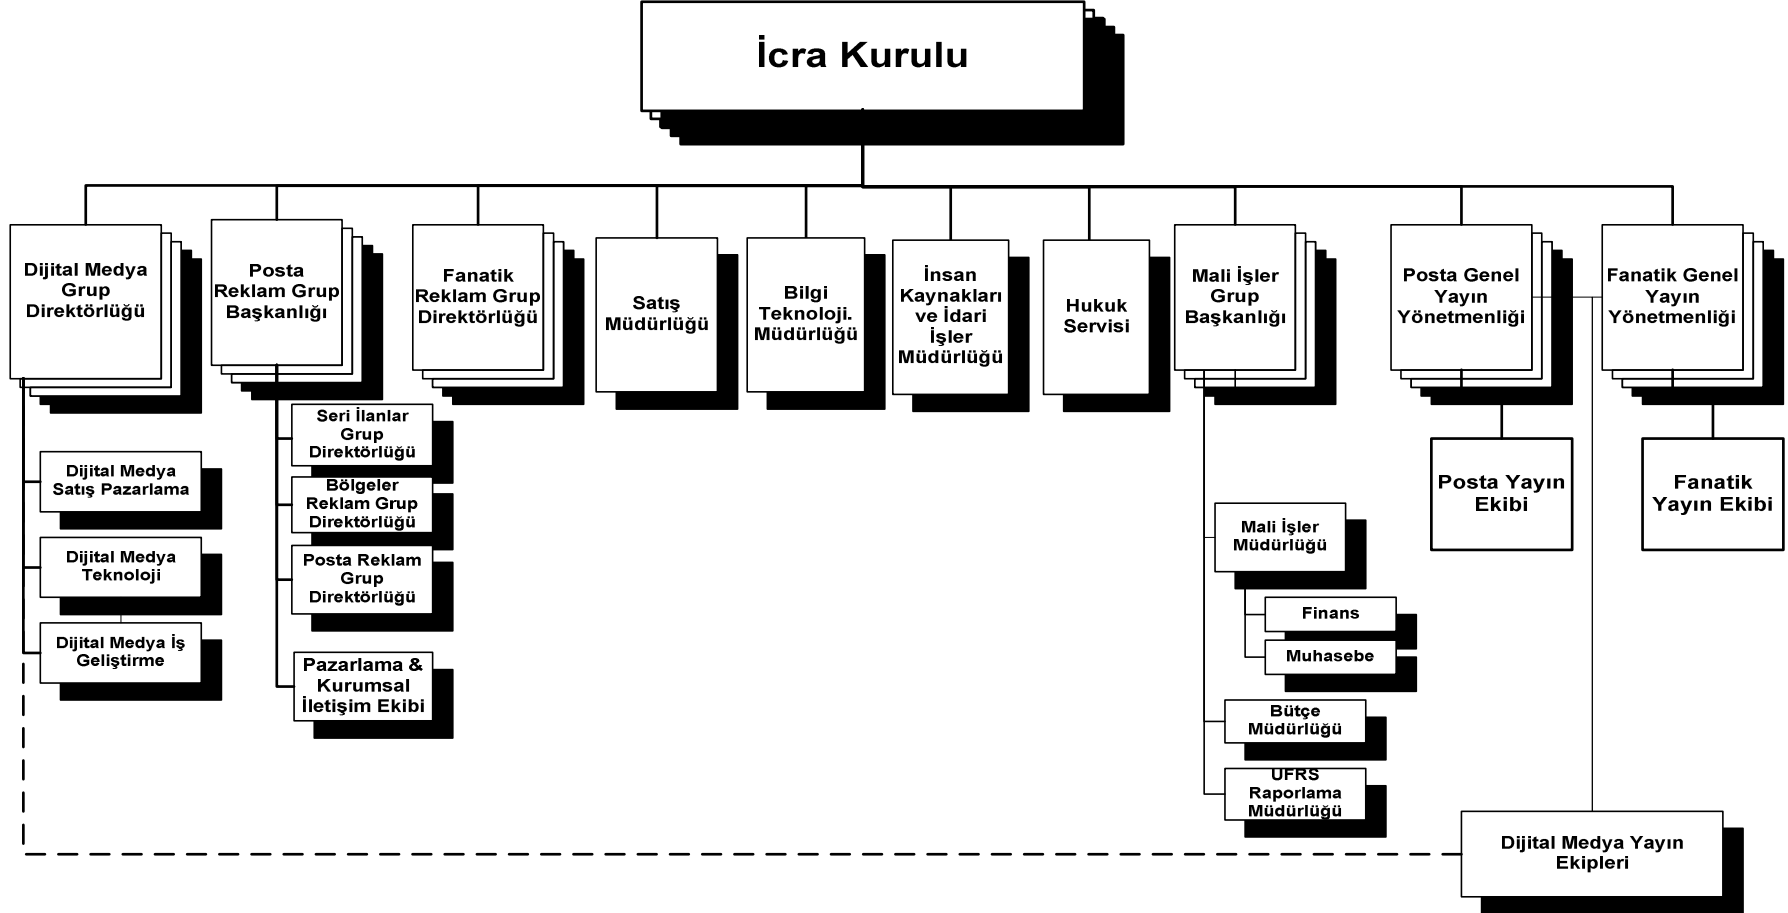 İcra Kurulu
Dijital Medya
Grup
Direktörlüğü
Posta
Reklam Grup
Başkanlığı
Fanatik
Reklam Grup
Direktörlüğü
Satış
Müdürlüğü
Bilgi
Teknoloji.
Müdürlüğü
İnsan
Kaynakları
ve İdari
İşler
Müdürlüğü
Hukuk
Servisi
Mali İşler
Grup
Başkanlığı
Posta Genel
Yayın
Yönetmenliği
Fanatik Genel
Yayın
Yönetmenliği
Dijital Medya
Satış Pazarlama
Dijital Medya
Teknoloji
Dijital Medya İş
Geliştirme
Seri İlanlar
Grup
Direktörlüğü
Bölgeler
Reklam Grup
Direktörlüğü
Posta Reklam
Grup
Direktörlüğü
Pazarlama &
Kurumsal
İletişim Ekibi
Mali İşler
Müdürlüğü
Finans
Muhasebe
Bütçe
Müdürlüğü
UFRS
Raporlama
Müdürlüğü
Posta Yayın
Ekibi
Fanatik
Yayın Ekibi
Dijital Medya Yayın
Ekipleri